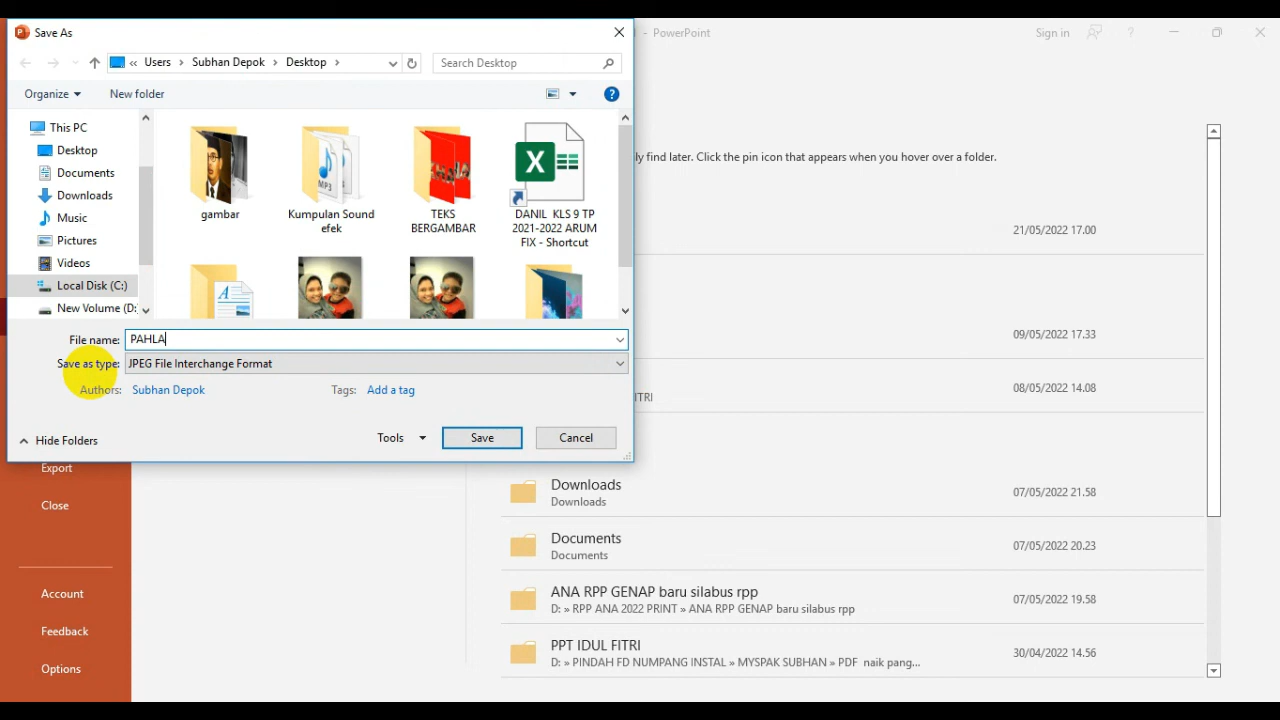 Save As
- PowerPoint
Sign in
?
« Users > Subhan Depok > Desktop >
Search Desktop
Organize
New folder
?
This PC
Desktop
Documents
Downloads
Music
Pictures
Videos
Local Disk (C:)
New Volume (D:
gambar
MP3
Kumpulan Sound
efek
TEKS
BERGAMBAR
X
DANIL KLS 9 TP
2021-2022 ARUM
FIX - Shortcut
A
File name: PAHLA
Save as type: JPEG File Interchange Format
Authors: Subhan Depok
Tags: Add a tag
Hide Folders
Tools
Save
Cancel
ly find later. Click the pin icon that appears when you hover over a folder.
21/05/2022 17.00
09/05/2022 17.33
08/05/2022 14.08
ITRI
Downloads
Downloads
07/05/2022 21.58
Documents
Documents
07/05/2022 20.23
ANA RPP GENAP baru silabus rpp
D: » RPP ANA 2022 PRINT » ANA RPP GENAP baru silabus rpp
07/05/2022 19.58
PPT IDUL FITRI
D: » PINDAH FD NUMPANG INSTAL » MYSPAK SUBHAN » PDF naik pang...
30/04/2022 14.56
Export
Close
Account
Feedback
Options